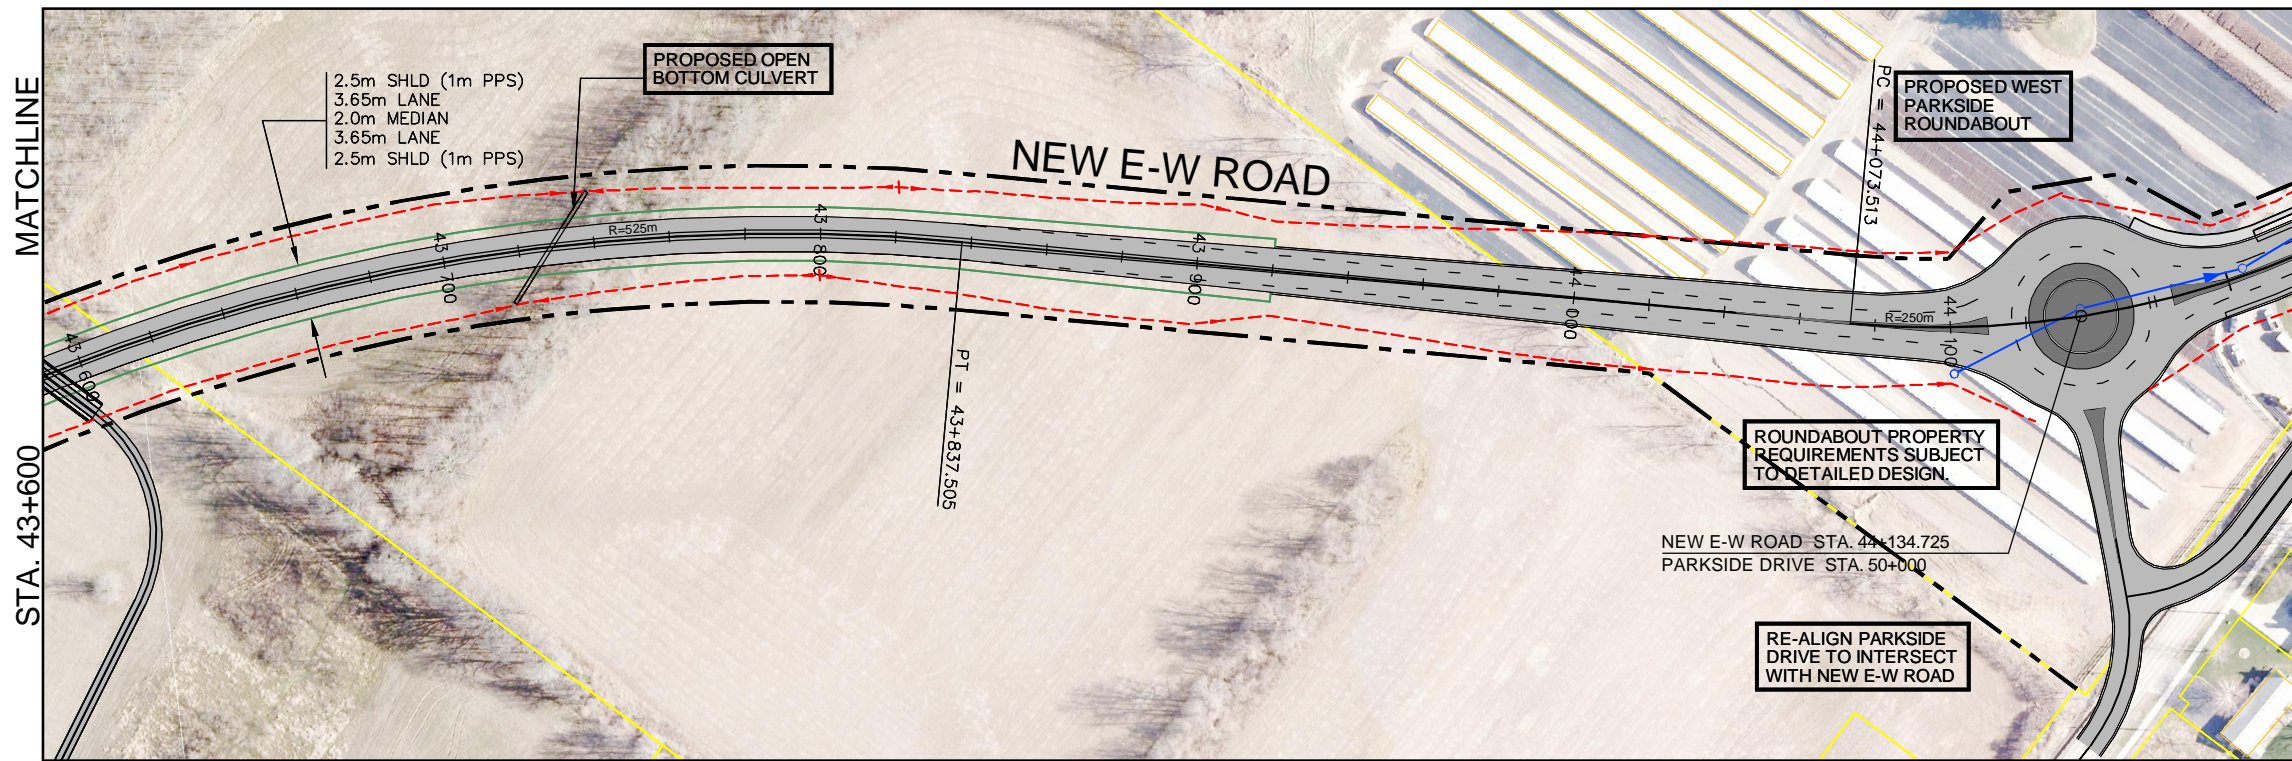 MATCHLINE
STA. 43+600
2.5m SHLD (1m PPS)
3.65m LANE
2.0m MEDIAN
3.65m LANE
2.5m SHLD (1m PPS)
PROPOSED OPEN
BOTTOM CULVERT
NEW E-W ROAD
PC = 44+073.513
PROPOSED WEST
PARKSIDE
ROUNDABOUT
43
600
43
700
R=525m
43
800
43
900
44
000
44
100
R=250m
PT = 43+837.505
ROUNDABOUT PROPERTY
REQUIREMENTS SUBJECT
TO DETAILED DESIGN.
NEW E-W ROAD STA. 44+134.725
PARKSIDE DRIVE STA. 50+000
RE-ALIGN PARKSIDE
DRIVE TO INTERSECT
WITH NEW E-W ROAD